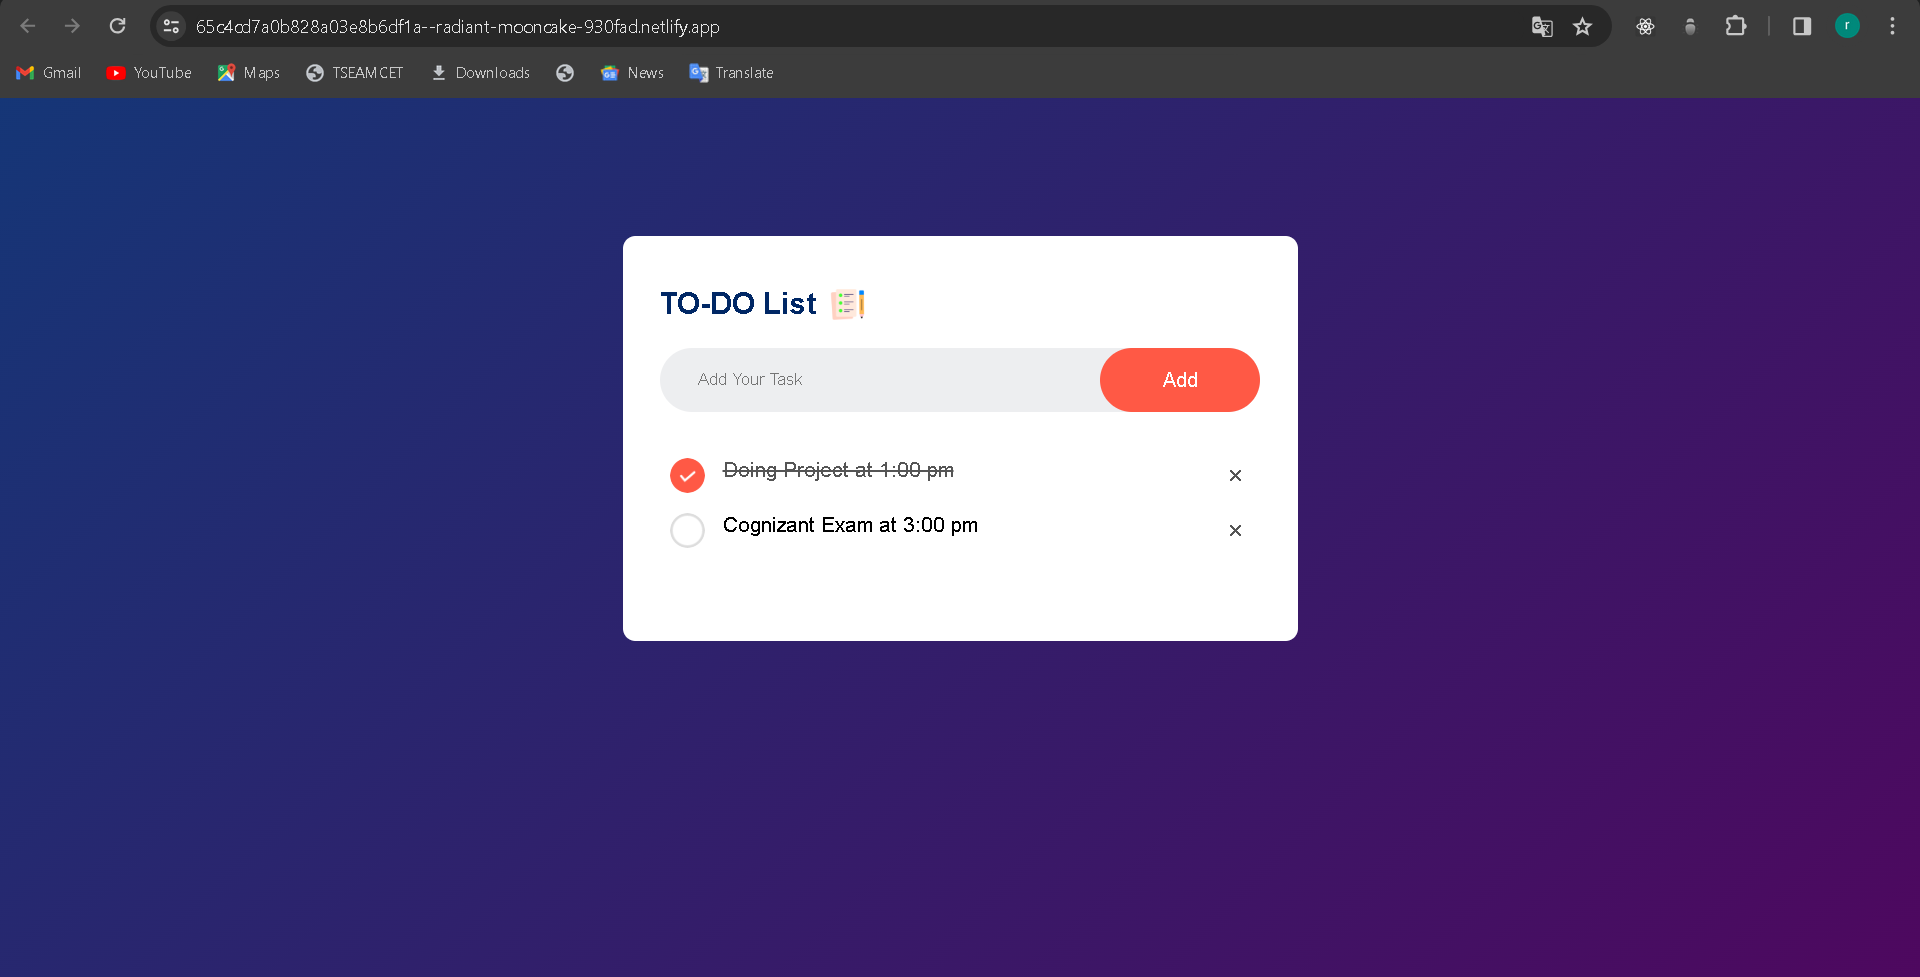 65c4cd7a0b828a03e8b6df1a--radiant-mooncake-930fad.netlify.app
r
Gmail YouTube Maps TSEAMCET Downloads News Translate
TO-DO List
Add Your Task Add
Doing Project at 1:00 pm
Cognizant Exam at 3:00 pm